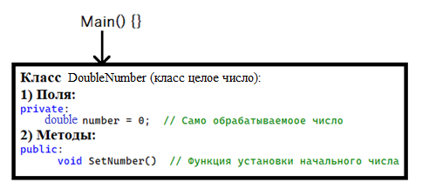 Main() {}
Класс DoubleNumber (класс целое число):
1) Поля:
private:
double number = 0; // Само обрабатываемоое число
2) Методы:
public:
void SetNumber() // Функция установки начального числа